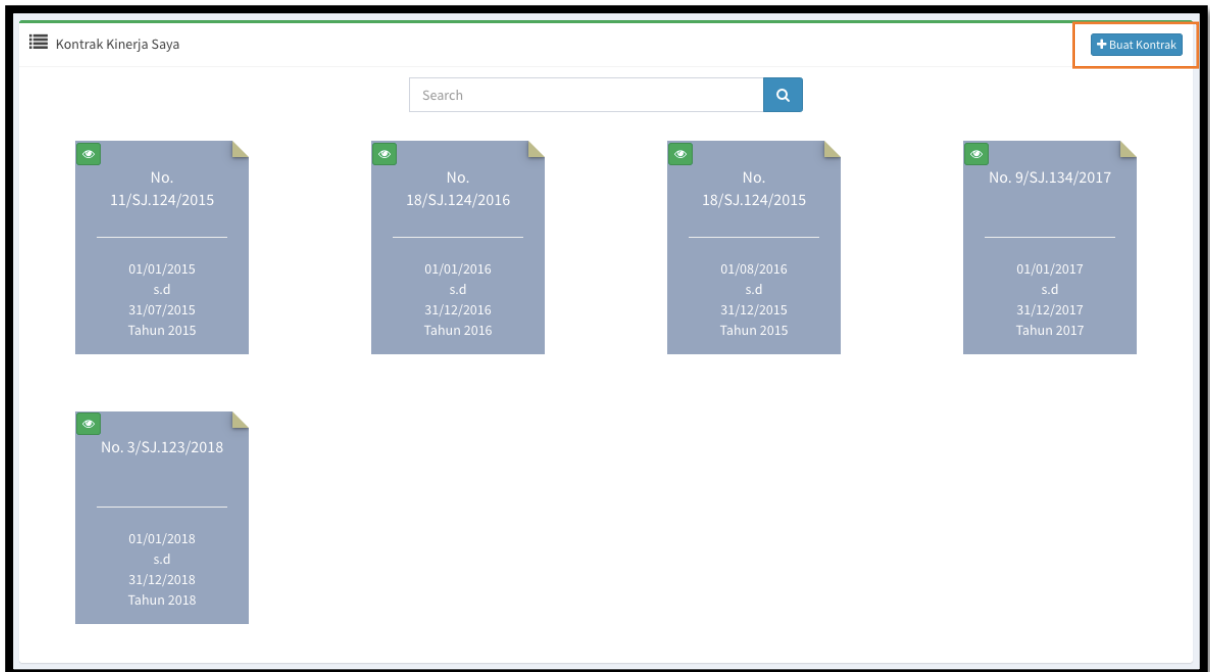 Kontrak Kinerja Saya
Buat Kontrak
Search
No.
11/SJ.124/2015
01/01/2015
s.d
31/07/2015
Tahun 2015
No.
18/SJ.124/2016
01/01/2016
s.d
31/12/2016
Tahun 2016
No.
18/SJ.124/2015
01/08/2016
s.d
31/12/2015
Tahun 2015
No. 9/SJ.134/2017
01/01/2017
s.d
31/12/2017
Tahun 2017
No. 3/SJ.123/2018
01/01/2018
s.d
31/12/2018
Tahun 2018